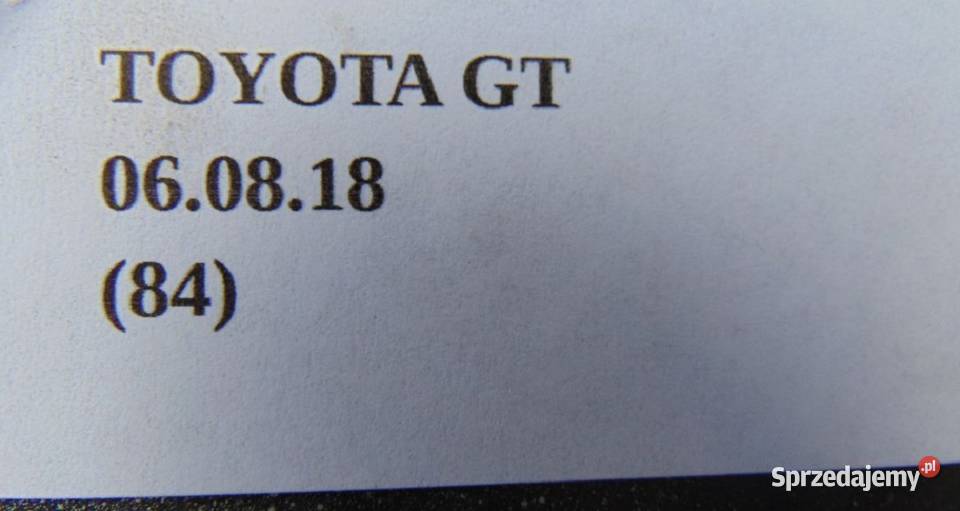 TOYOTA GT
06.08.18
(84)
Sprzedajemy.pl